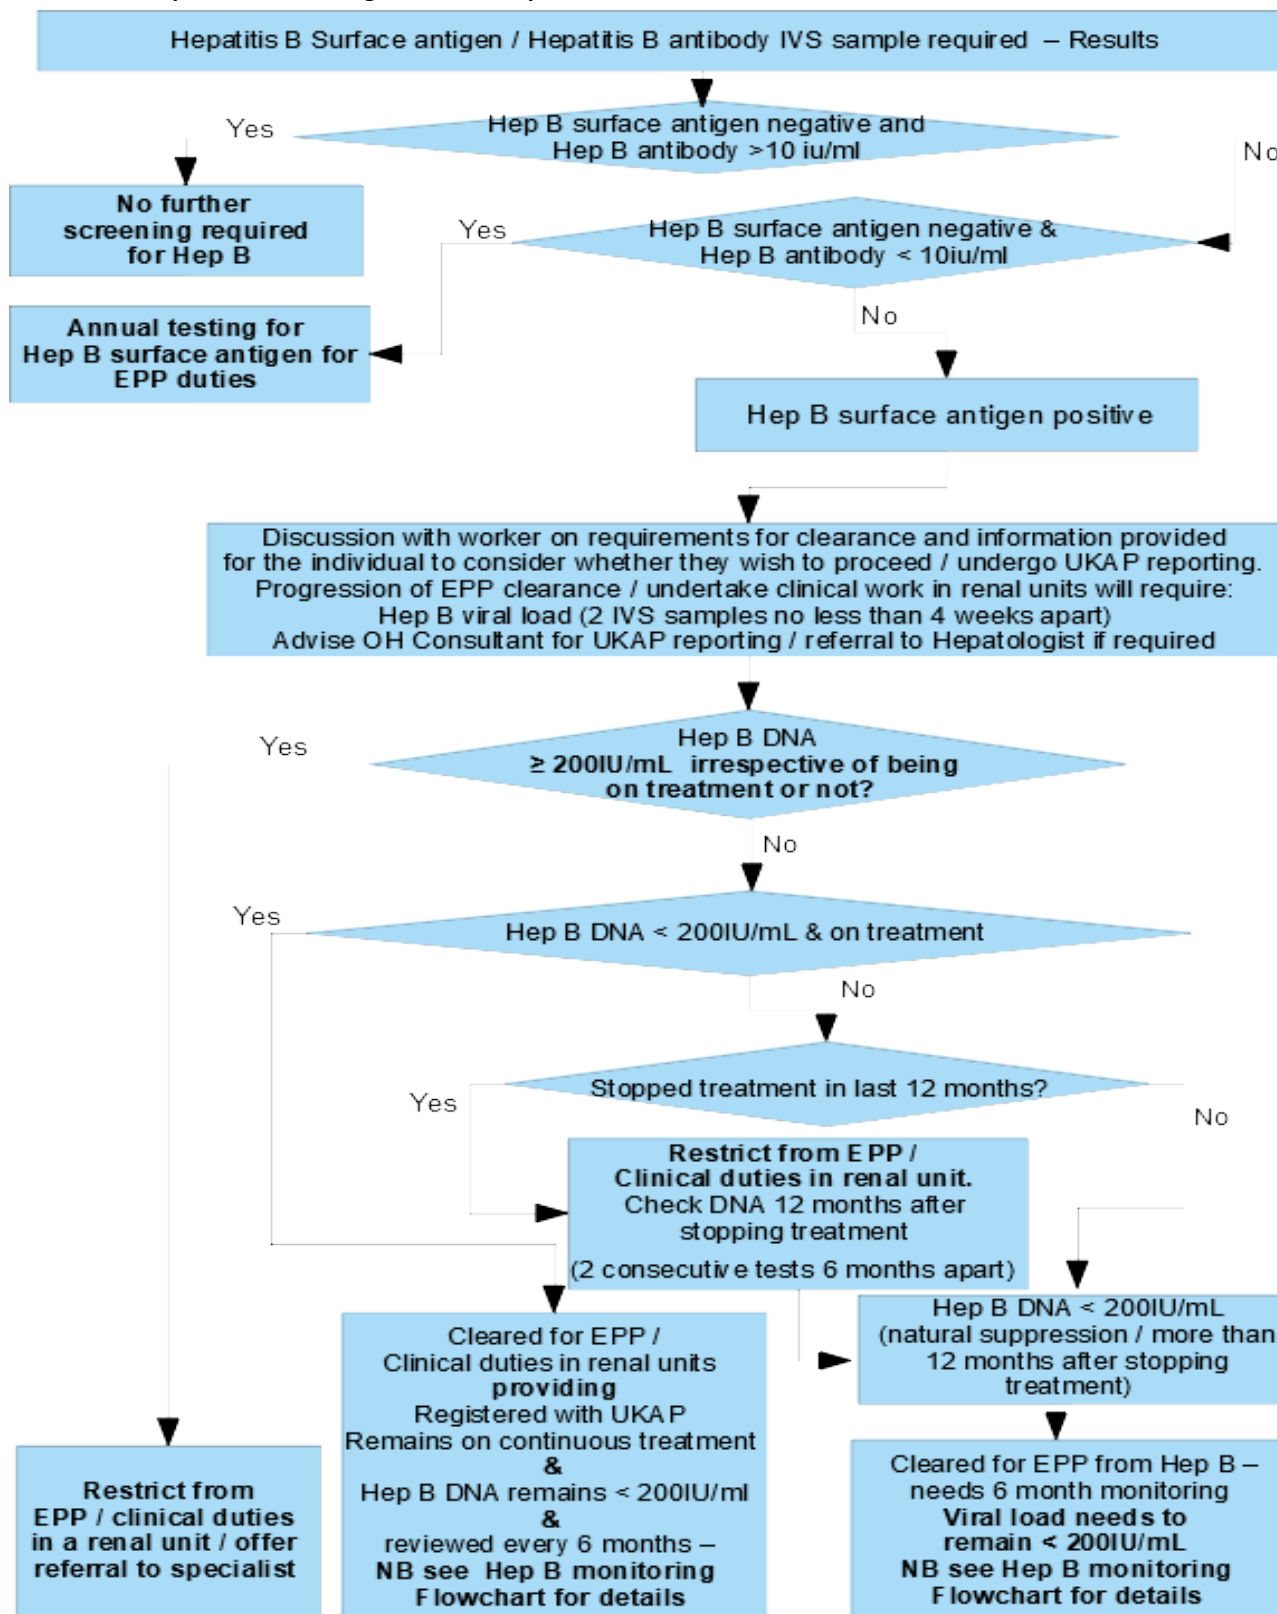 Hepatitis B Surface antigen / Hepatitis B antibody IVS sample required – Results
Hep B surface antigen negative and
Hep B antibody >10 iu/ml
Yes
No
No further
screening required
for Hep B
Hep B surface antigen negative &
Hep B antibody < 10iu/ml
Yes
No
Annual testing for
Hep B surface antigen for
EPP duties
Hep B surface antigen positive
Discussion with worker on requirements for clearance and information provided
for the individual to consider whether they wish to proceed / undergo UKAP reporting.
Progression of EPP clearance / undertake clinical work in renal units will require:
Hep B viral load (2 IVS samples no less than 4 weeks apart)
Advise OH Consultant for UKAP reporting / referral to Hepatologist if required
Yes
Hep B DNA
≥ 200IU/mL irrespective of being
on treatment or not?
No
Yes
Hep B DNA < 200IU/mL & on treatment
No
Stopped treatment in last 12 months?
Yes
No
Restrict from EPP /
Clinical duties in renal unit.
Check DNA 12 months after
stopping treatment
(2 consecutive tests 6 months apart)
Hep B DNA < 200IU/mL
(natural suppression / more than
12 months after stopping
treatment)
Cleared for EPP /
Clinical duties in renal units
providing
Registered with UKAP
Remains on continuous treatment
&
Hep B DNA remains < 200IU/ml
&
reviewed every 6 months –
NB see Hep B monitoring
Flowchart for details
Restrict from
EPP / clinical duties
in a renal unit / offer
referral to specialist
Cleared for EPP from Hep B –
needs 6 month monitoring
Viral load needs to
remain < 200IU/mL
NB see Hep B monitoring
Flowchart for details